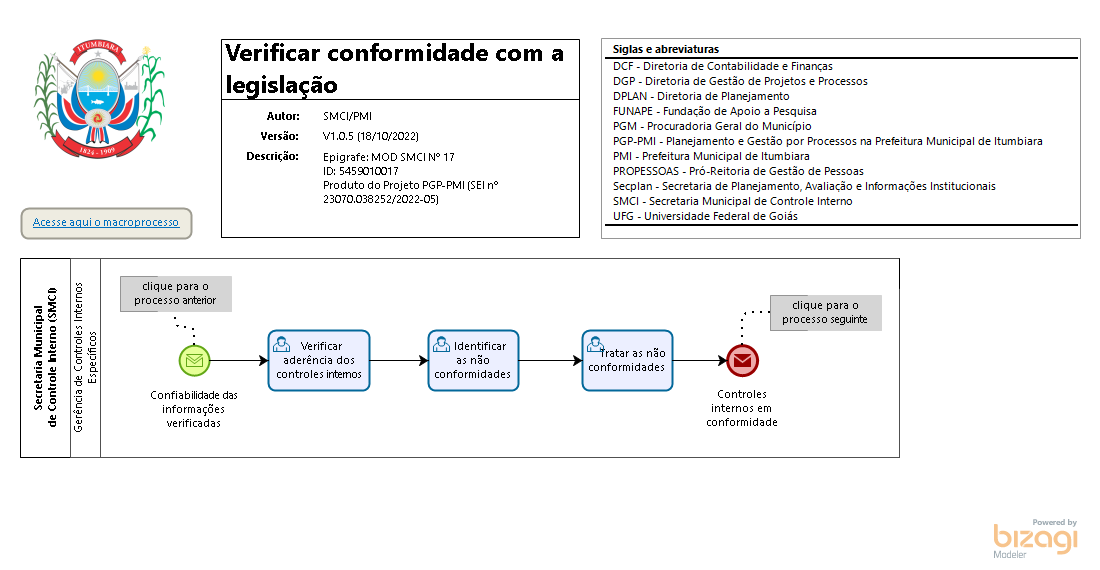 ITUMBIARA
1824 - 1909
Acesse aqui o macroprocesso
Verificar conformidade com a
legislação
Autor: SMCI/PMI
Versão: V1.0.5 (18/10/2022)
Descrição: Epigrafe: MOD SMCI Nº 17
ID: 5459010017
Produto do Projeto PGP-PMI (SEI nº
23070.038252/2022-05)
Siglas e abreviaturas
DCF - Diretoria de Contabilidade e Finanças
DGP - Diretoria de Gestão de Projetos e Processos
DPLAN - Diretoria de Planejamento
FUNAPE - Fundação de Apoio a Pesquisa
PGM - Procuradoria Geral do Município
PGP-PMI - Planejamento e Gestão por Processos na Prefeitura Municipal de Itumbiara
PMI - Prefeitura Municipal de Itumbiara
PROPESSOAS - Pró-Reitoria de Gestão de Pessoas
Secplan - Secretaria de Planejamento, Avaliação e Informações Institucionais
SMCI - Secretaria Municipal de Controle Interno
UFG - Universidade Federal de Goiás
Secretaria Municipal
de Controle Interno (SMCI)
Gerência de Controles Internos
Específicos
clique para o
processo anterior
Confiabilidade das
informações
verificadas
Verificar
aderência dos
controles internos
Identificar
as não
conformidades
Tratar as não
conformidades
clique para o
processo seguinte
Controles
internos em
conformidade
Powered by
bizagi
Modeler